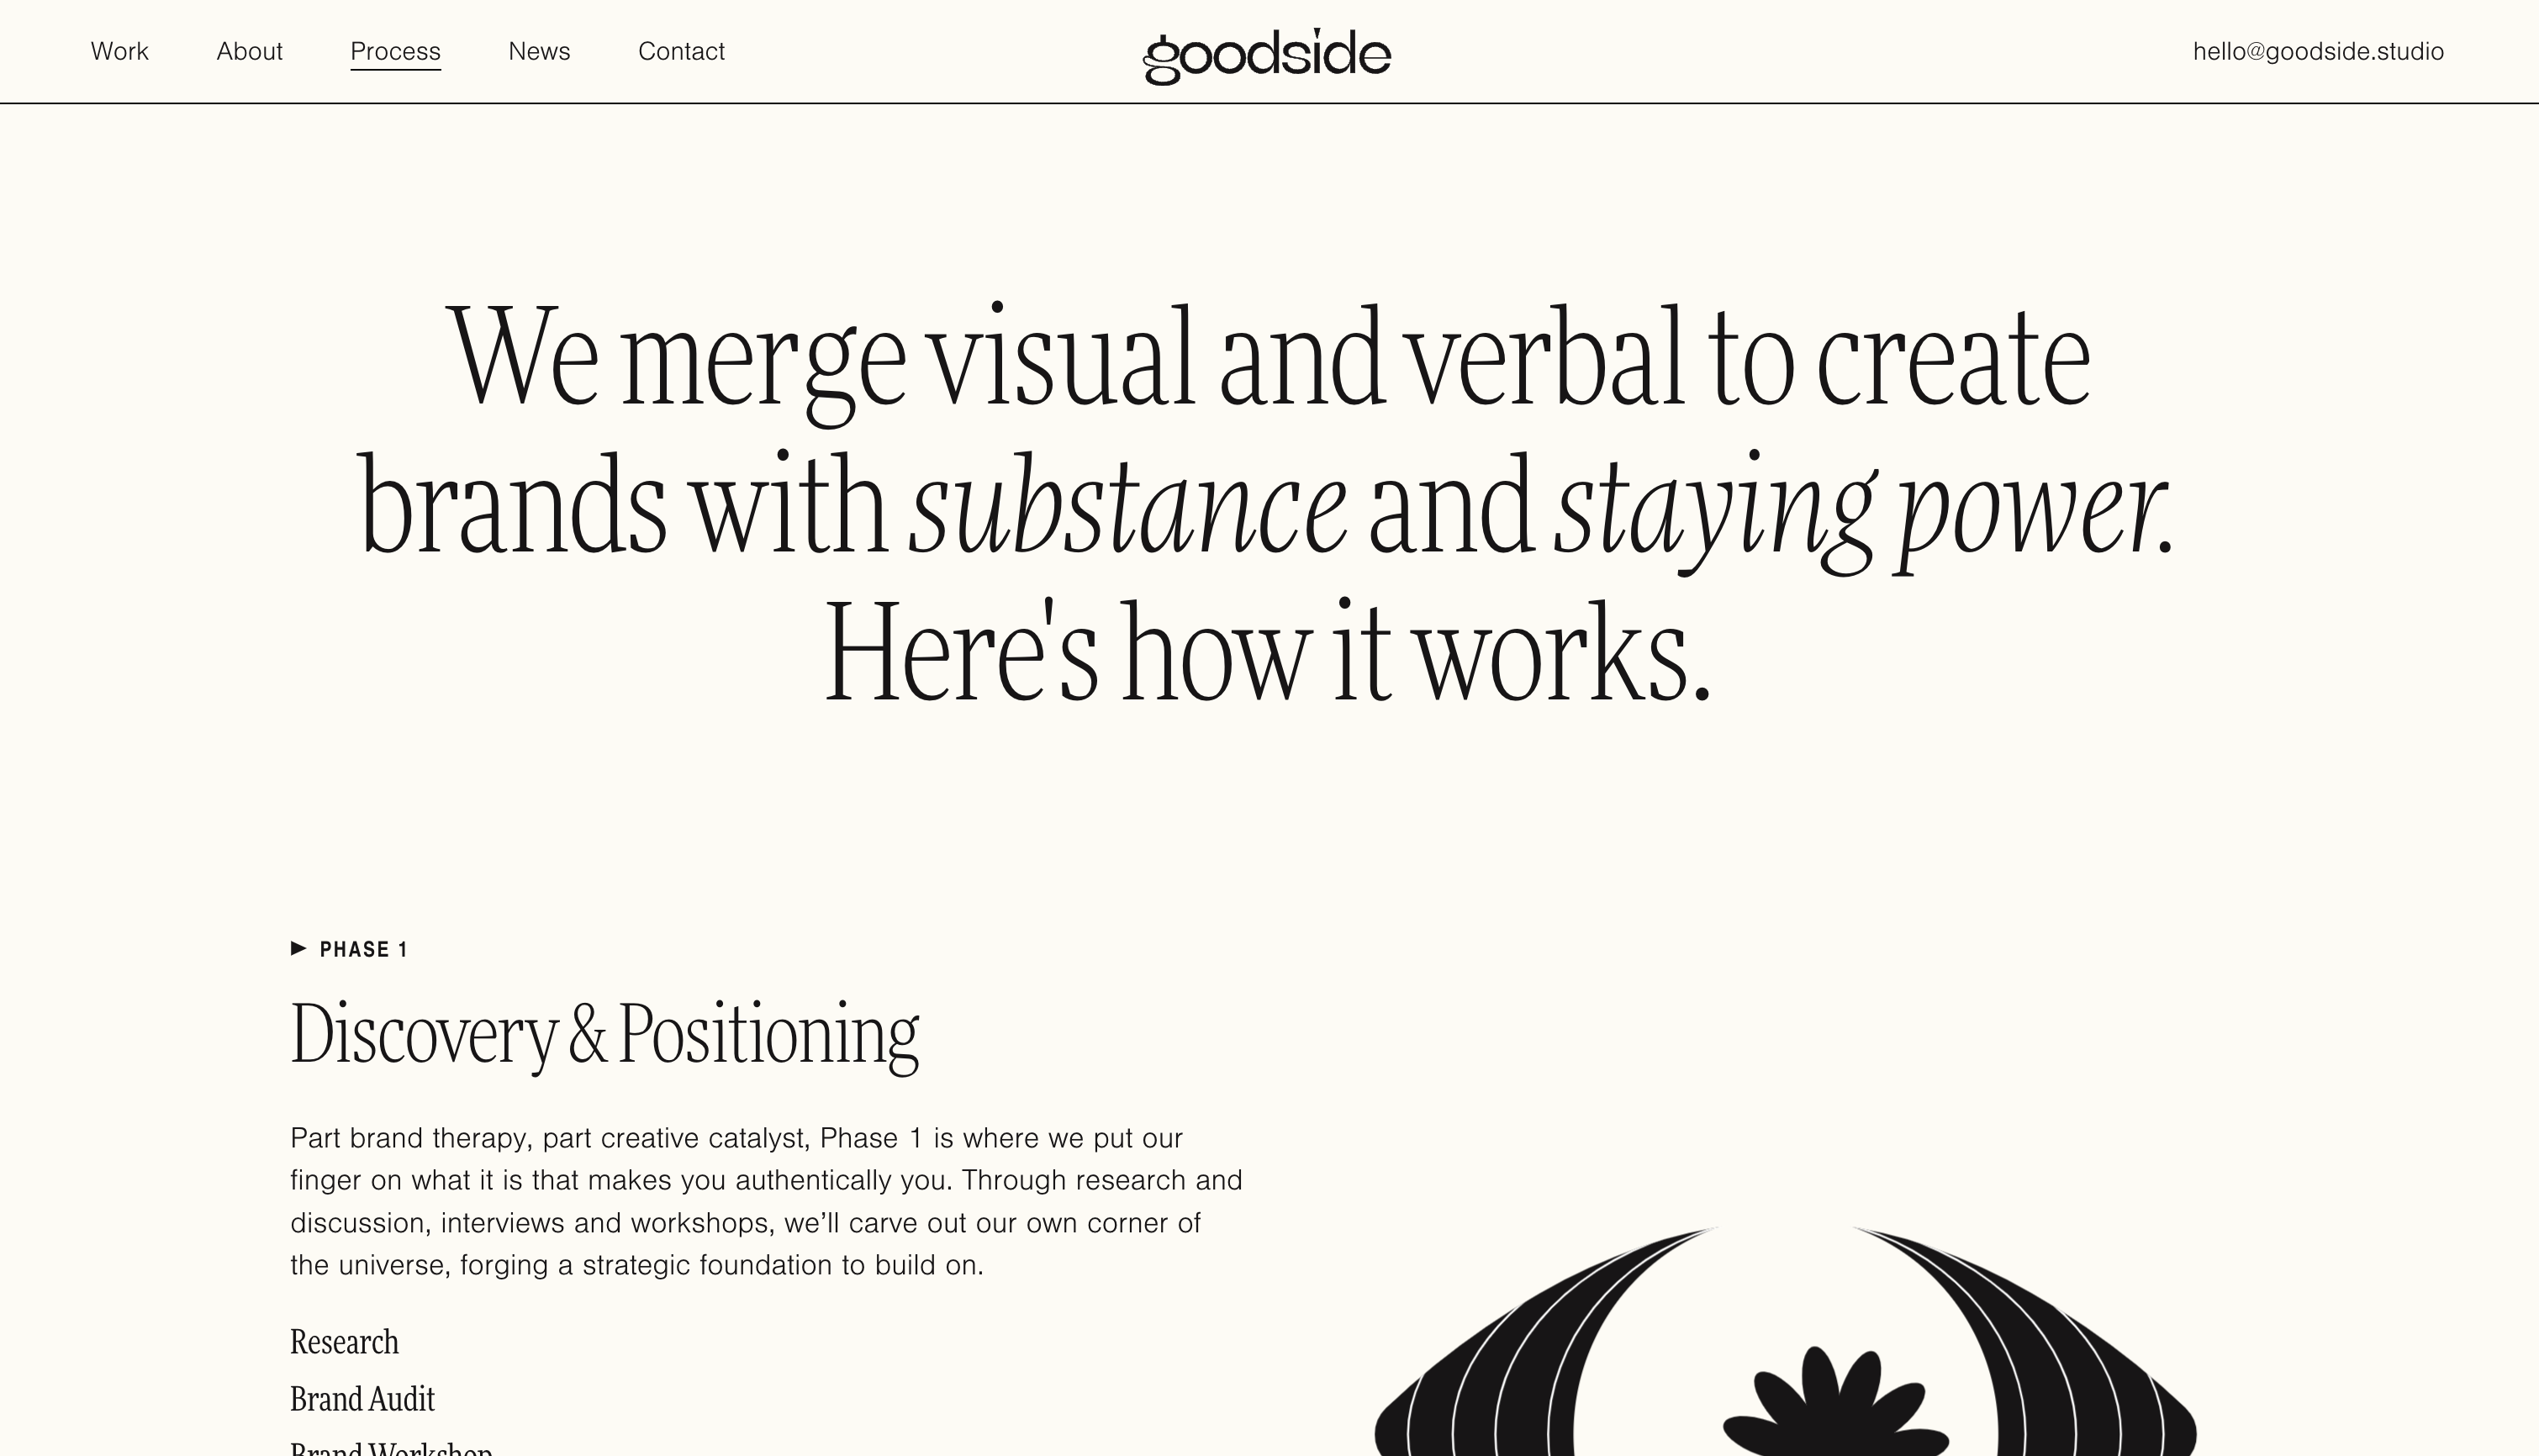 Work
About
Process
News
Contact
goodside
hello@goodside.studio
We merge visual and verbal to create
brands with substance and staying power.
Here's how it works.
► PHASE 1
Discovery & Positioning
Part brand therapy, part creative catalyst, Phase 1 is where we put our
finger on what it is that makes you authentically you. Through research and
discussion, interviews and workshops, we’ll carve out our own corner of
the universe, forging a strategic foundation to build on.
Research
Brand Audit
Brand Workshop